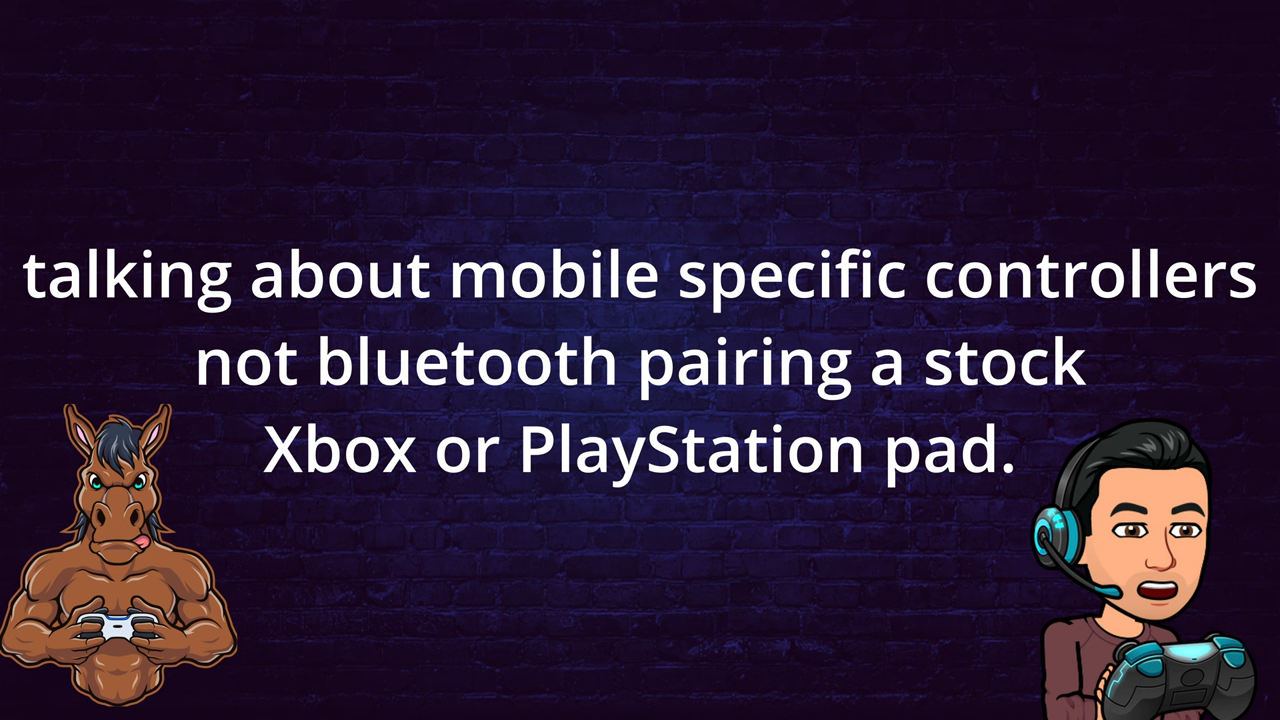 talking about mobile specific controllers
not bluetooth pairing a stock
Xbox or PlayStation pad.